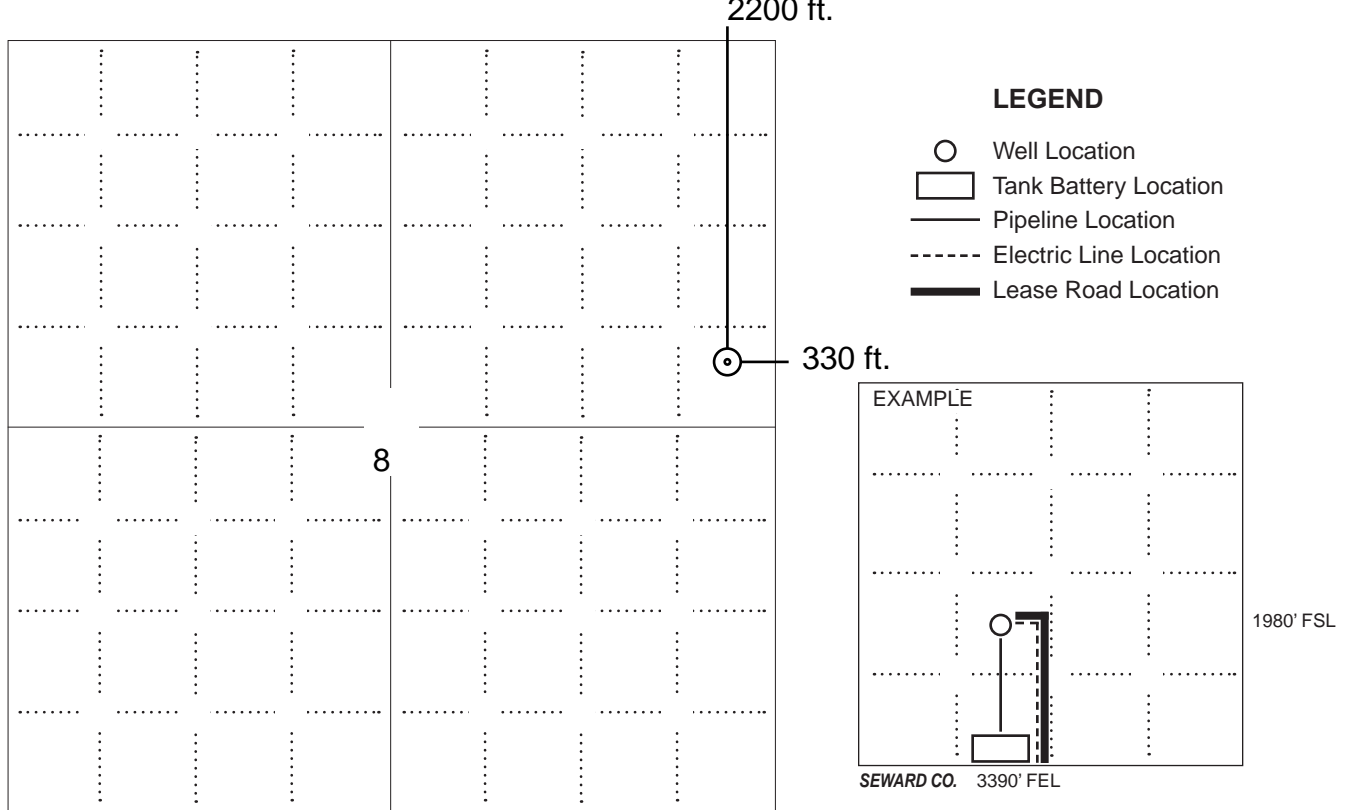 2200 ft.
LEGEND
Well Location
Tank Battery Location
Pipeline Location
Electric Line Location
Lease Road Location
330 ft.
EXAMPLE
8
1980' FSL
SEWARD CO. 3390' FEL